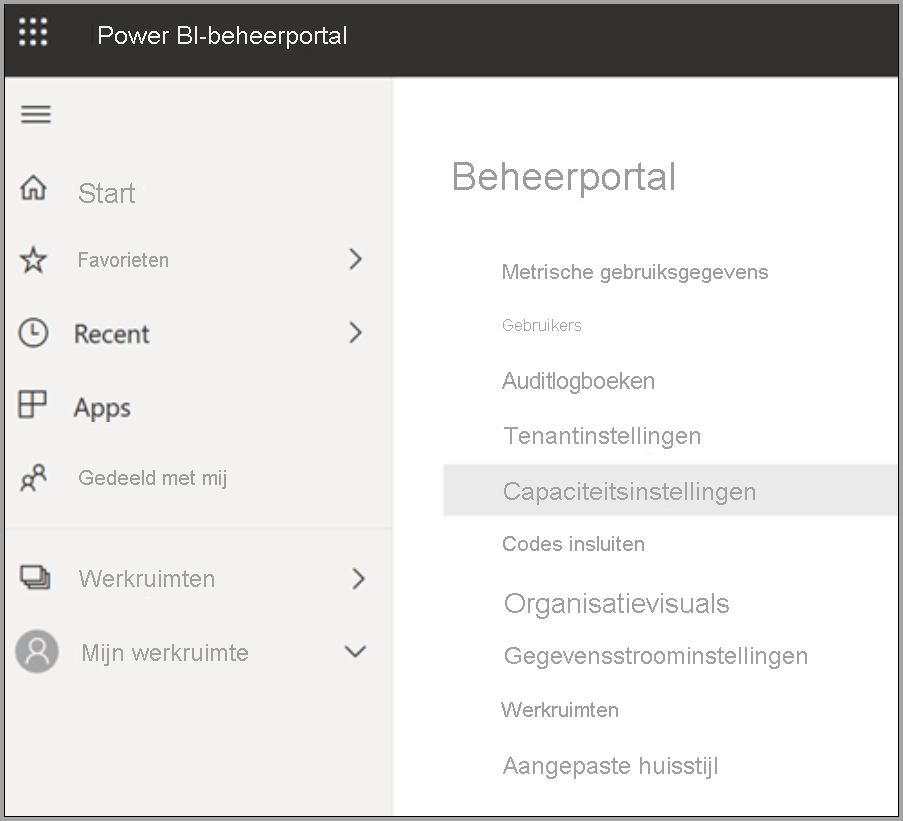 Power BI-beheerportal
Start
Favorieten
Recent
Apps
Gedeeld met mij
Werkruimten
Mijn werkruimte
Beheerportal
Metrische gebruiksgegevens
Gebruikers
Auditlogboeken
Tenantinstellingen
Capaciteitsinstellingen
Codes insluiten
Organisatievisuals
Gegevensstroominstellingen
Werkruimten
Aangepaste huisstijl